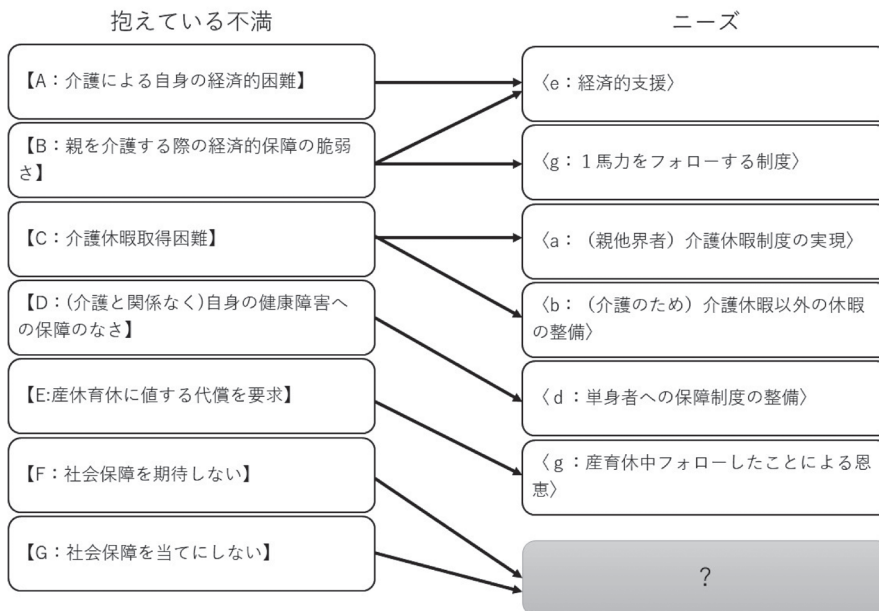 抱えている不満
【A：介護による自身の経済的困難】
【B：親を介護する際の経済的保障の脆弱
さ】
【C：介護休暇取得困難】
【D：(介護と関係なく)自身の健康障害へ
の保障のなさ】
【E:産休育休に値する代償を要求】
【F：社会保障を期待しない】
【G：社会保障を当てにしない】
ニーズ
〈e：経済的支援〉
〈g：１馬力をフォローする制度〉
〈a：（親他界者）介護休暇制度の実現〉
〈b：（介護のため）介護休暇以外の休暇
の整備〉
〈ｄ：単身者への保障制度の整備〉
〈ｇ：産育休中フォローしたことによる恩
恵〉
？